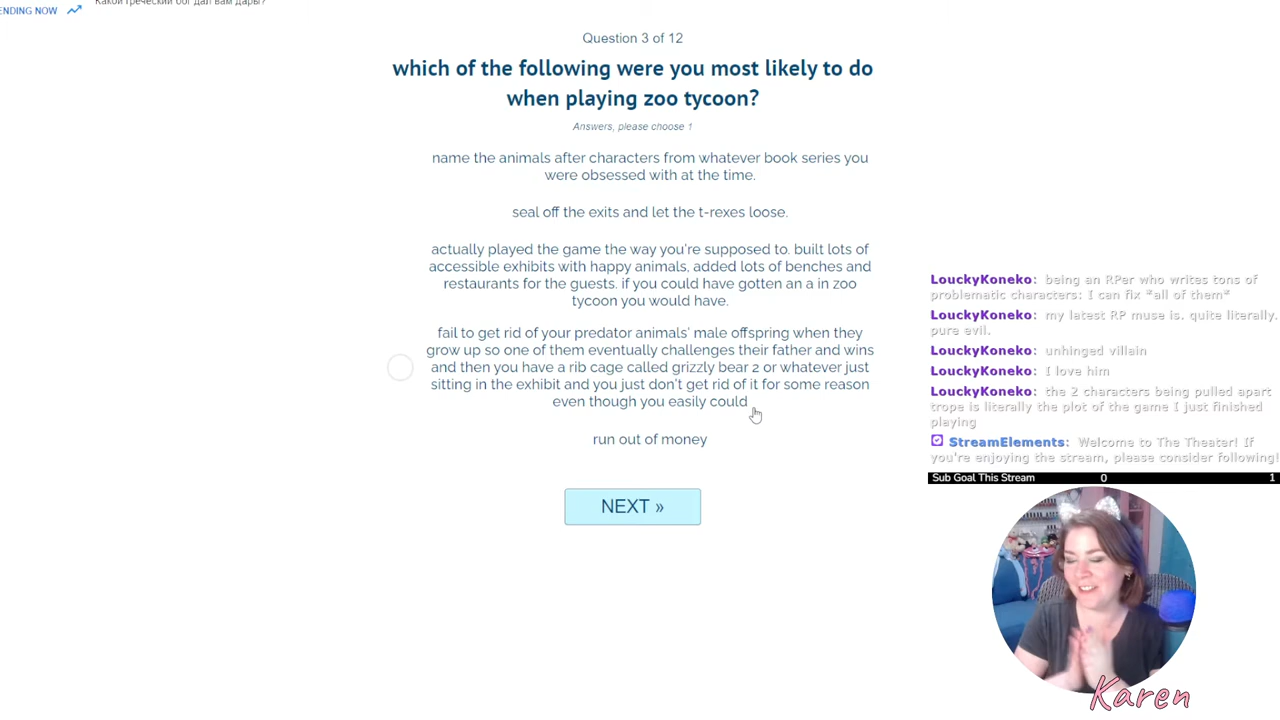 ENDING NOW
Какой греческий бог дал вам дары?
Question 3 of 12
which of the following were you most likely to do
when playing zoo tycoon?
Answers, please choose 1
name the animals after characters from whatever book series you
were obsessed with at the time.
seal off the exits and let the t-rexes loose.
actually played the game the way you're supposed to. built lots of
accessible exhibits with happy animals, added lots of benches and
restaurants for the guests. if you could have gotten an a in zoo
tycoon you would have.
fail to get rid of your predator animals' male offspring when they
grow up so one of them eventually challenges their father and wins
and then you have a rib cage called grizzly bear 2 or whatever just
sitting in the exhibit and you just don't get rid of it for some reason
even though you easily could
run out of money
NEXT »
LouckyKoneko: being an RPer who writes tons of
problematic characters: I can fix *all of them*
LouckyKoneko: my latest RP muse is. quite literally.
pure evil.
LouckyKoneko: unhinged villain
LouckyKoneko: I love him
LouckyKoneko: the 2 characters being pulled apart
trope is literally the plot of the game I just finished
playing
StreamElements: Welcome to The Theater! If
you're enjoying the stream, please consider following!
Sub Goal This Stream 0 1
Karen